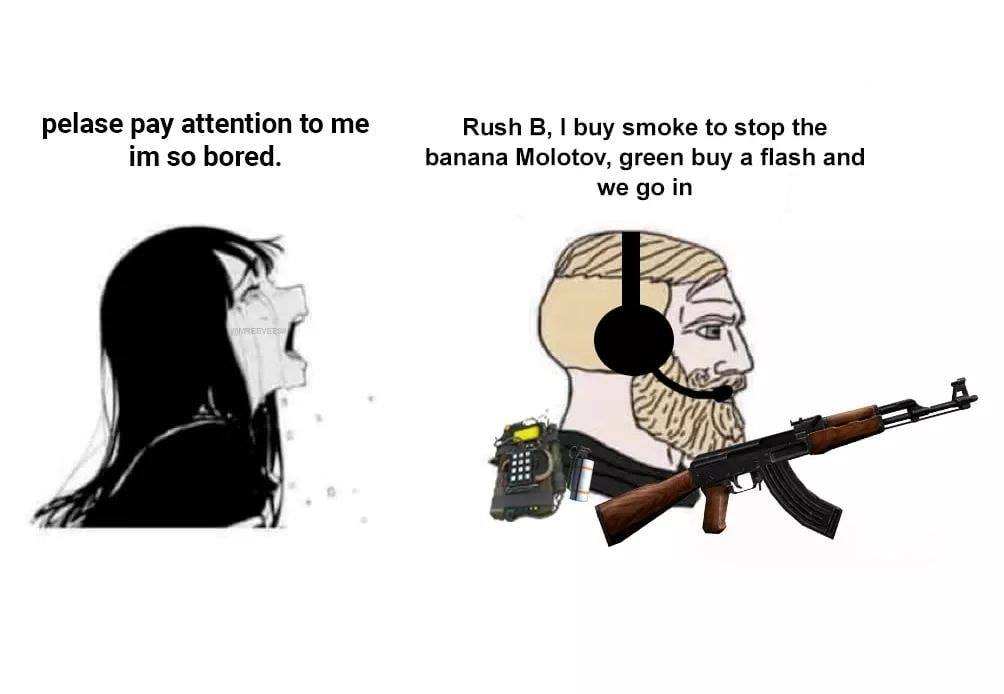 pelase pay attention to me
im so bored.
Rush B, I buy smoke to stop the
banana Molotov, green buy a flash and
we go in